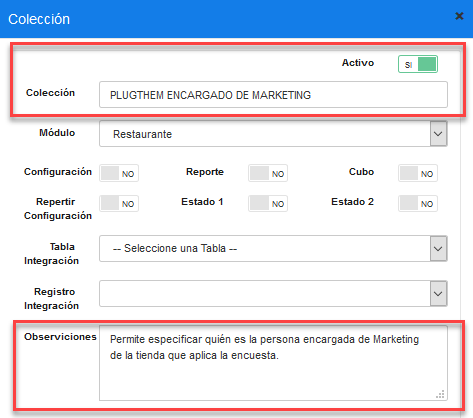 Colección
Activo SI
Colección PLUGTHEM ENCARGADO DE MARKETING
Módulo Restaurante
Configuración NO Reporte NO Cubo NO
Repertir Configuración NO Estado 1 NO Estado 2 NO
Tabla Integración -- Seleccione una Tabla --
Registro Integración
Observiciones Permite especificar quién es la persona encargada de Marketing
de la tienda que aplica la encuesta.